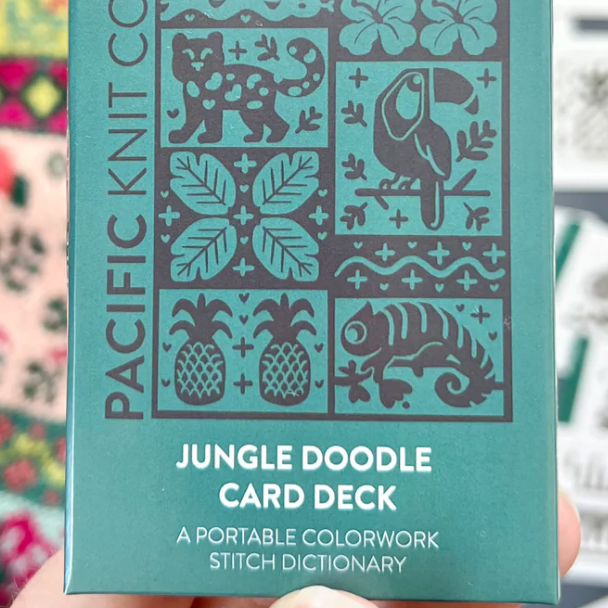 PACIFIC KNIT CO
JUNGLE DOODLE
CARD DECK
A PORTABLE COLORWORK
STITCH DICTIONARY